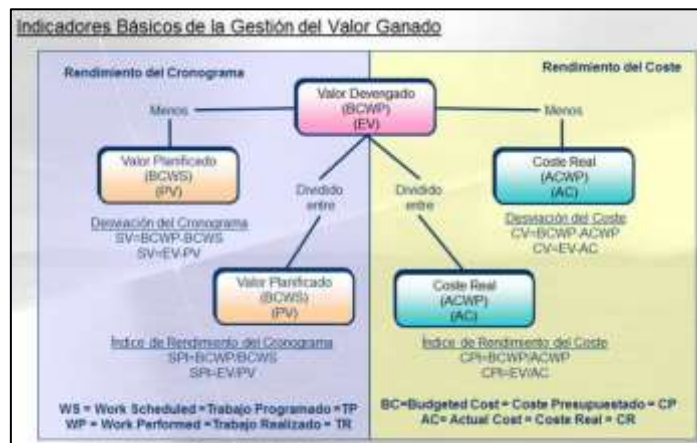 Indicadores Básicos de la Gestión del Valor Ganado
Rendimiento del Cronograma
Rendimiento del Coste
Valor Devengado
(BCWP)
(EV)
Menos
Menos
Valor Planificado
(BCWS)
(PV)
Coste Real
(ACWP)
(AC)
Dividido
entre
Dividido
entre
Desviación del Cronograma
SV=BCWP-BCWS
SV=EV-PV
Desviación del Coste
CV=BCWP-ACWP
CV=EV-AC
Valor Planificado
(BCWS)
(PV)
Coste Real
(ACWP)
(AC)
Índice de Rendimiento del Cronograma
SPI=BCWP/BCWS
SPI=EV/PV
Índice de Rendimiento del Coste
CPI=BCWP/ACWP
CPI=EV/AC
WS = Work Scheduled =Trabajo Programado =TP
WP = Work Performed =Trabajo Realizado = TR
BC=Budgeted Cost = Coste Presupuestado = CP
AC= Actual Cost = Coste Real = CR